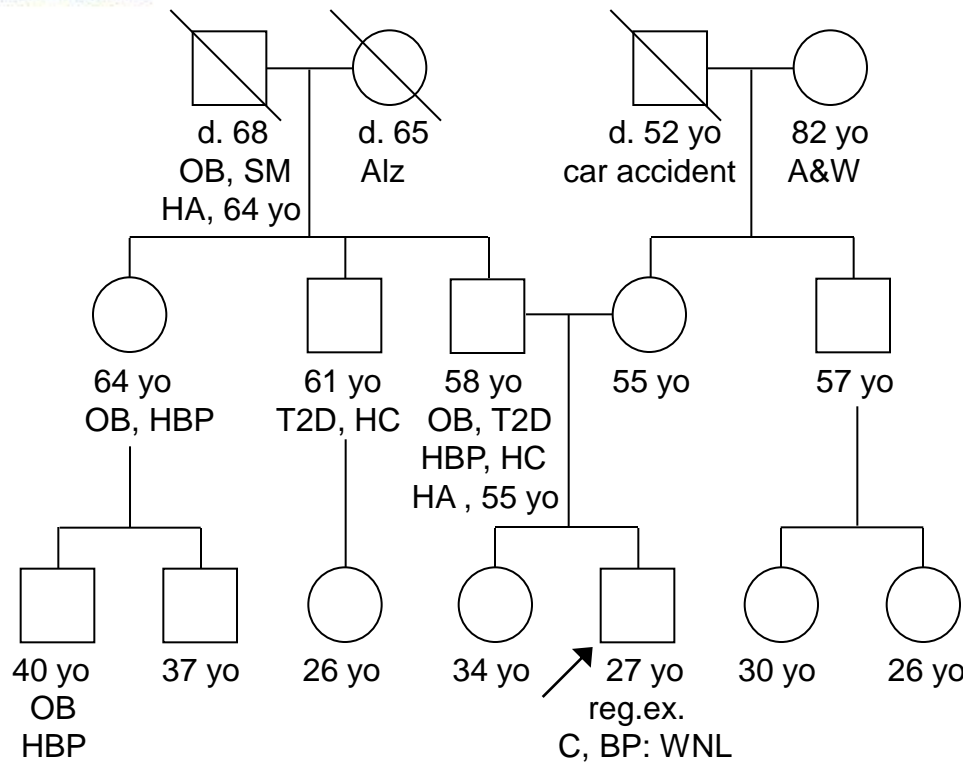 d. 68
OB, SM
HA, 64 yo
d. 65
Alz
d. 52 yo
car accident
82 yo
A&W
64 yo
OB, HBP
61 yo
T2D, HC
58 yo
OB, T2D
HBP, HC
HA , 55 yo
55 yo
57 yo
40 yo
OB
HBP
37 yo
26 yo
34 yo
27 yo
reg.ex.
C, BP: WNL
30 yo
26 yo